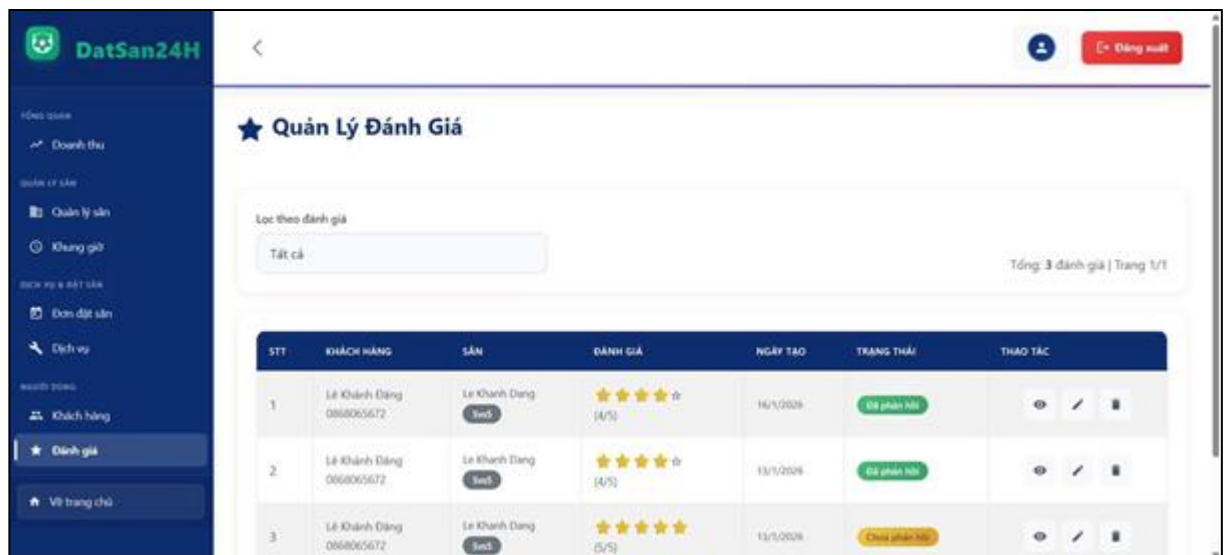 DatSan24H
Đăng xuất
TỔNG QUAN
Doanh thu
QUẢN LÝ SÂN
Quản lý sân
Khung giờ
DỊCH VỤ & ĐẶT SÂN
Đơn đặt sân
Dịch vụ
NGƯỜI DÙNG
Khách hàng
Đánh giá
Về trang chủ
Quản Lý Đánh Giá
Lọc theo đánh giá
Tất cả
Tổng: 3 đánh giá | Trang 1/1
STT KHÁCH HÀNG SÂN ĐÁNH GIÁ NGÀY TẠO TRẠNG THÁI THAO TÁC
1 Lê Khánh Đăng Le Khanh Dang 16/1/2026 Đã phản hồi
0868065672 5vs5 (4/5)
2 Lê Khánh Đăng Le Khanh Dang 13/1/2026 Đã phản hồi
0868065672 5vs5 (4/5)
3 Lê Khánh Đăng Le Khanh Dang Chưa phản hồi
0868065672 5vs5 (5/5)